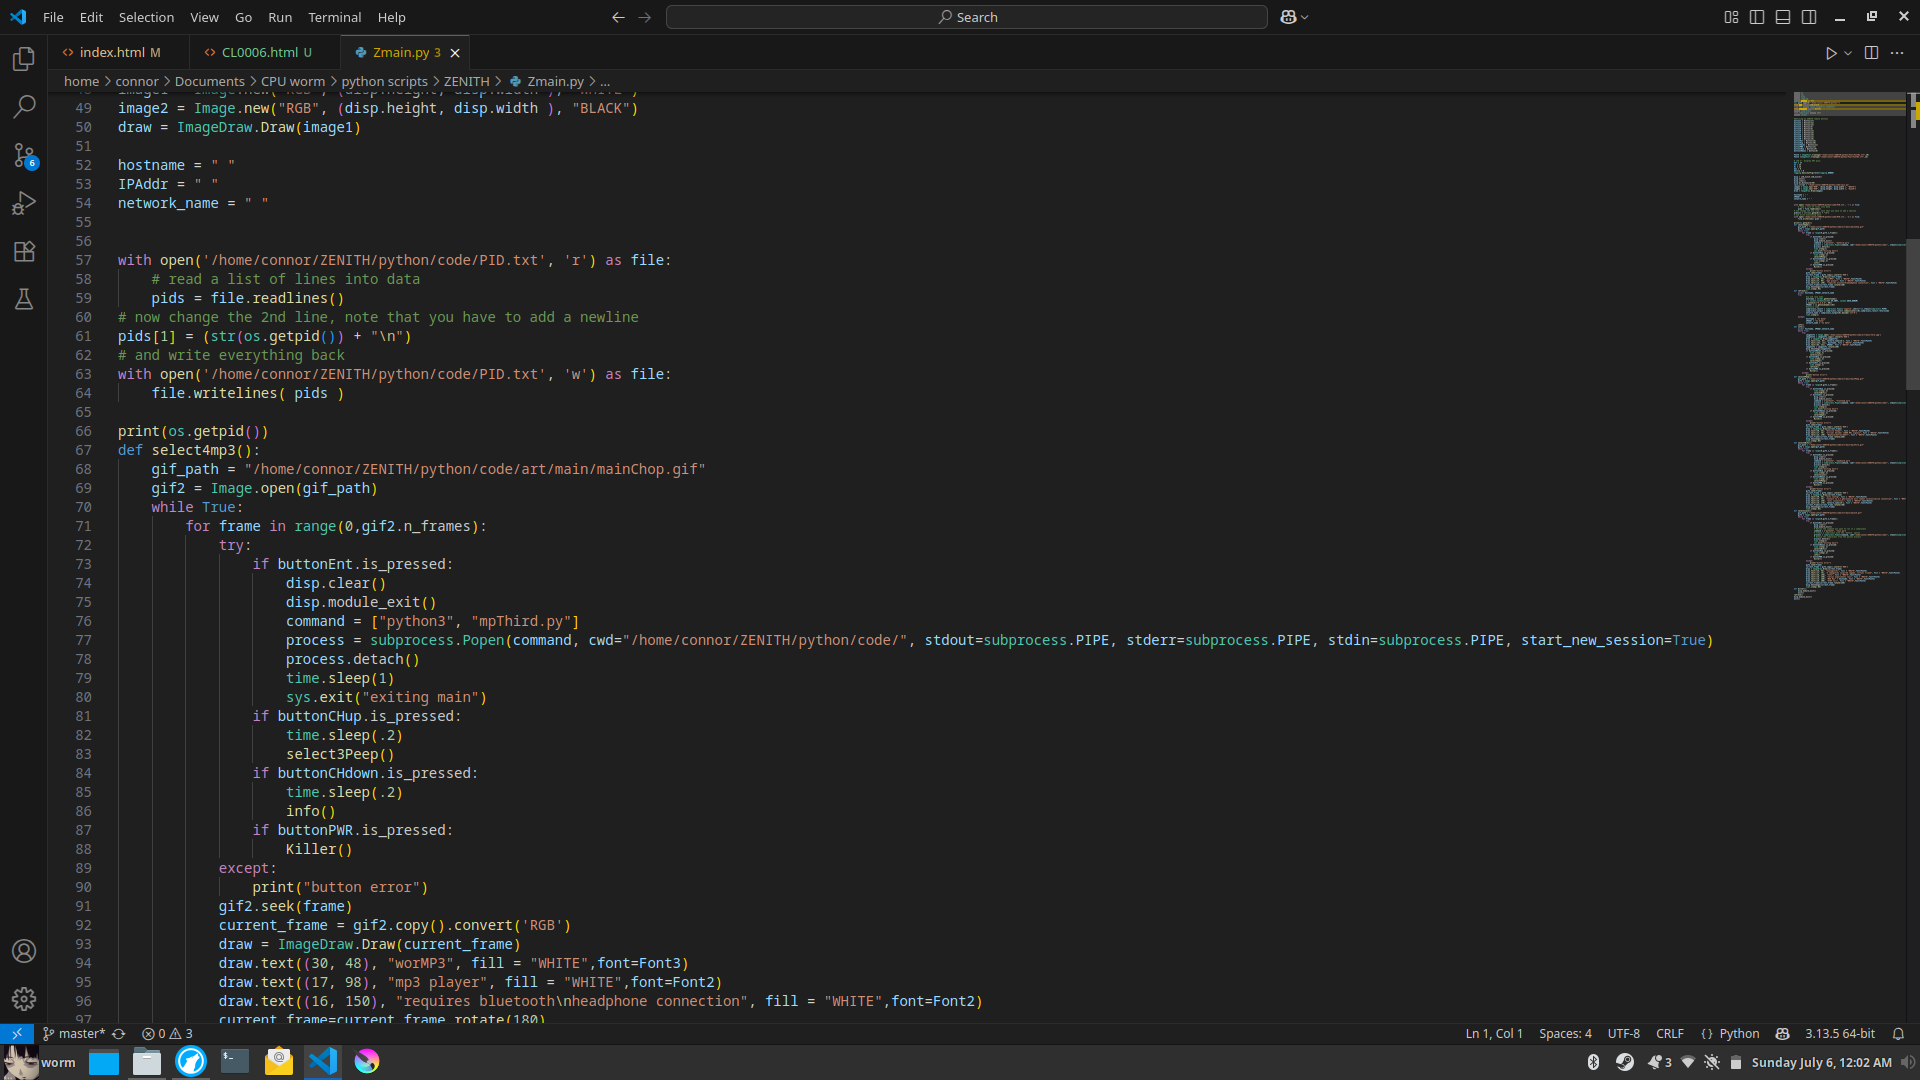 File Edit Selection View Go Run Terminal Help
Search
index.html M
CL0006.html U
Zmain.py 3
home > connor > Documents > CPU worm > python scripts > ZENITH > Zmain.py > ...
49 image2 = Image.new("RGB", (disp.height, disp.width ), "BLACK")
50 draw = ImageDraw.Draw(image1)
51
52 hostname = " "
53 IPAddr = " "
54 network_name = " "
55
56
57 with open('/home/connor/ZENITH/python/code/PID.txt', 'r') as file:
58 # read a list of lines into data
59 pids = file.readlines()
60 # now change the 2nd line, note that you have to add a newline
61 pids[1] = (str(os.getpid()) + "\n")
62 # and write everything back
63 with open('/home/connor/ZENITH/python/code/PID.txt', 'w') as file:
64 file.writelines( pids )
65
66 print(os.getpid())
67 def select4mp3():
68 gif_path = "/home/connor/ZENITH/python/code/art/main/mainChop.gif"
69 gif2 = Image.open(gif_path)
70 while True:
71 for frame in range(0,gif2.n_frames):
72 try:
73 if buttonEnt.is_pressed:
74 disp.clear()
75 disp.module_exit()
76 command = ["python3", "mpThird.py"]
77 process = subprocess.Popen(command, cwd="/home/connor/ZENITH/python/code/", stdout=subprocess.PIPE, stderr=subprocess.PIPE, stdin=subprocess.PIPE, start_new_session=True)
78 process.detach()
79 time.sleep(1)
80 sys.exit("exiting main")
81 if buttonCHup.is_pressed:
82 time.sleep(.2)
83 select3Peep()
84 if buttonCHdown.is_pressed:
85 time.sleep(.2)
86 info()
87 if buttonPWR.is_pressed:
88 Killer()
89 except:
90 print("button error")
91 gif2.seek(frame)
92 current_frame = gif2.copy().convert('RGB')
93 draw = ImageDraw.Draw(current_frame)
94 draw.text((30, 48), "worMP3", fill = "WHITE",font=Font3)
95 draw.text((17, 98), "mp3 player", fill = "WHITE",font=Font2)
96 draw.text((16, 150), "requires bluetooth\nheadphone connection", fill = "WHITE",font=Font2)
97 current_frame=current_frame.rotate(180)
6
master* 0 3
Ln 1, Col 1 Spaces: 4 UTF-8 CRLF {} Python 3.13.5 64-bit
worm
3 Sunday July 6, 12:02 AM